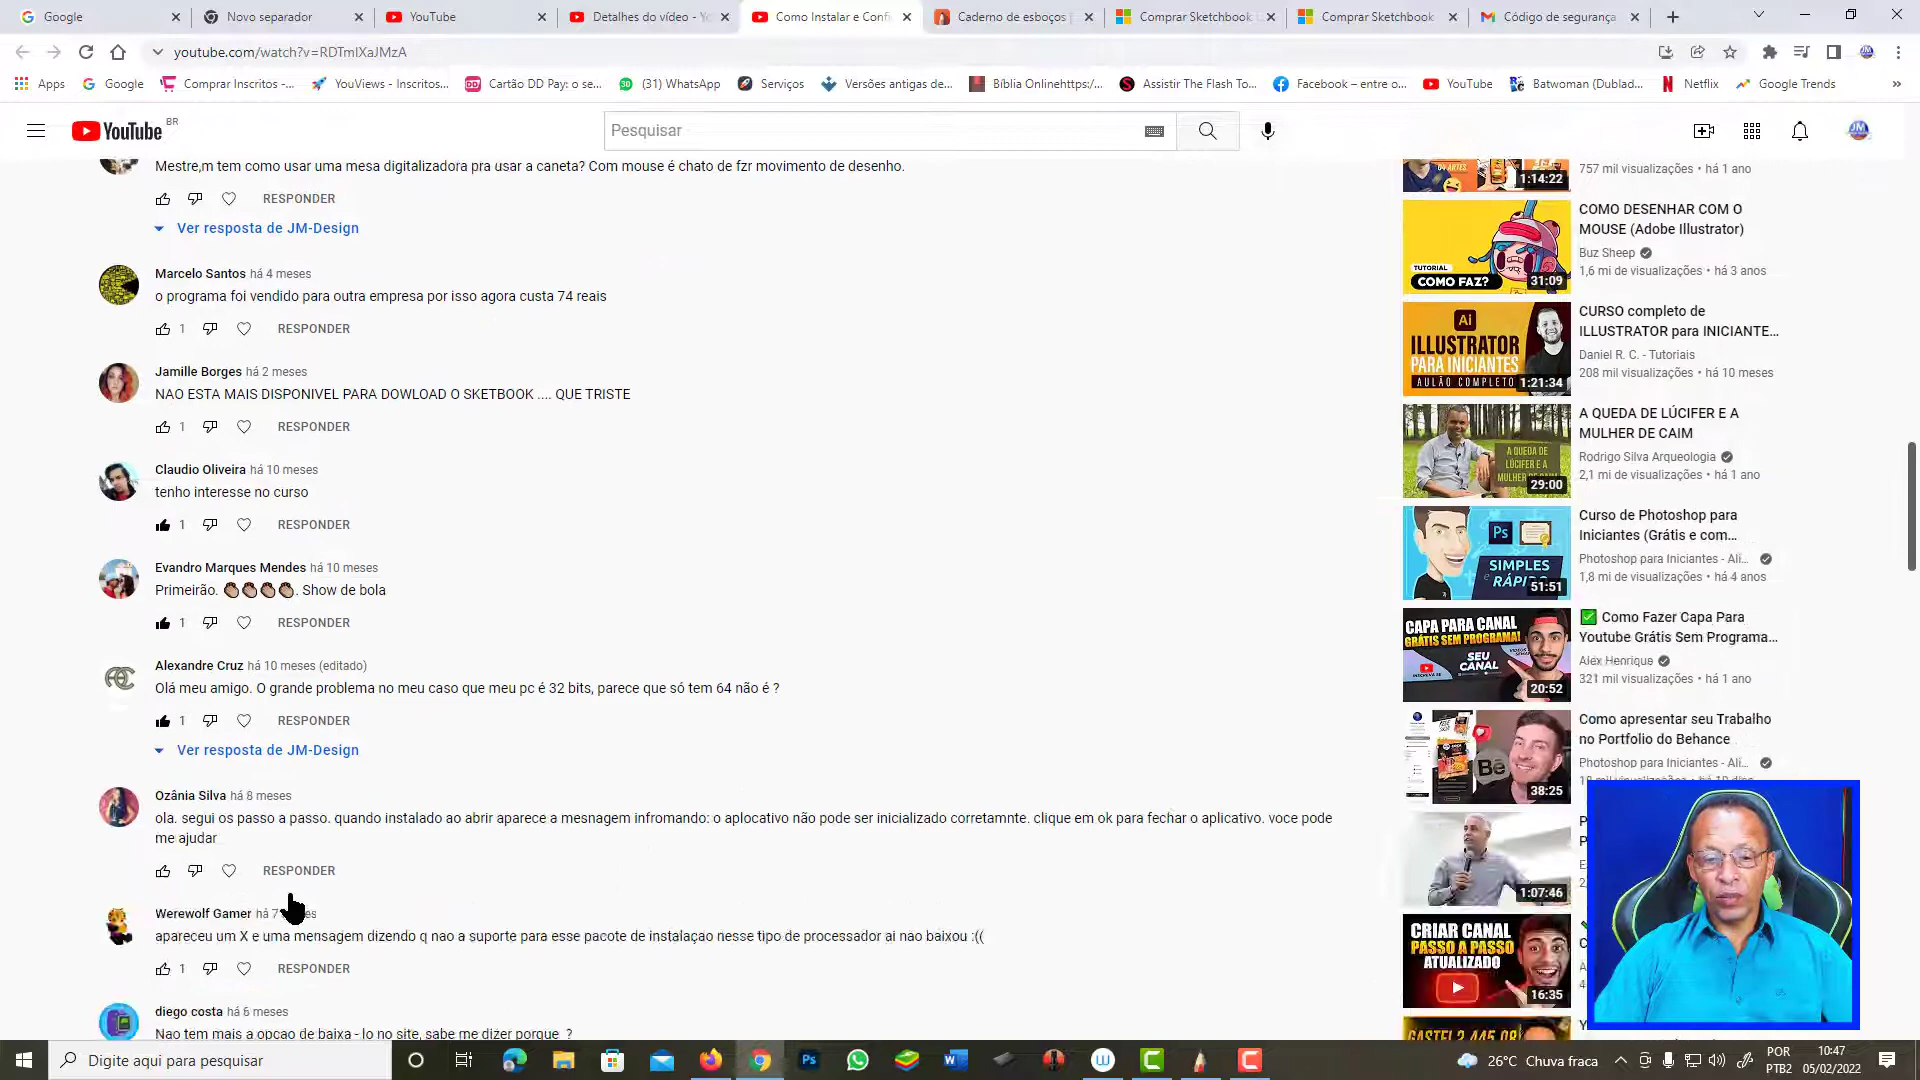 Google
Novo separador
YouTube
Detalhes do vídeo - Yo
Como Instalar e Confi
Caderno de esboços
Comprar Sketchbook
Comprar Sketchbook
Código de segurança
youtube.com/watch?v=RDTmIXaJMzA
Apps
Google
Comprar Inscritos -...
YouViews - Inscritos...
Cartão DD Pay: o se...
(31) WhatsApp
Serviços
Versões antigas de...
Bíblia Onlinehttps:/...
Assistir The Flash To...
Facebook – entre o...
YouTube
Batwoman (Dublad...
Netflix
Google Trends
YouTube BR
Pesquisar
Mestre,m tem como usar uma mesa digitalizadora pra usar a caneta? Com mouse é chato de fzr movimento de desenho.
RESPONDER
Ver resposta de JM-Design
Marcelo Santos há 4 meses
o programa foi vendido para outra empresa por isso agora custa 74 reais
1 RESPONDER
Jamille Borges há 2 meses
NAO ESTA MAIS DISPONIVEL PARA DOWLOAD O SKETBOOK .... QUE TRISTE
1 RESPONDER
Claudio Oliveira há 10 meses
tenho interesse no curso
1 RESPONDER
Evandro Marques Mendes há 10 meses
Primeirão. 👏🏽👏🏽👏🏽👏🏽. Show de bola
1 RESPONDER
Alexandre Cruz há 10 meses (editado)
Olá meu amigo. O grande problema no meu caso que meu pc é 32 bits, parece que só tem 64 não é ?
1 RESPONDER
Ver resposta de JM-Design
Ozânia Silva há 8 meses
ola. segui os passo a passo. quando instalado ao abrir aparece a mesnagem infromando: o aplocativo não pode ser inicializado corretamnte. clique em ok para fechar o aplicativo. voce pode
me ajudar
RESPONDER
Werewolf Gamer há 7
apareceu um X e uma mensagem dizendo q nao a suporte para esse pacote de instalaçao nesse tipo de processador ai nao baixou :((
1 RESPONDER
diego costa há 6 meses
Nao tem mais a opcao de baixa - lo no site, sabe me dizer porque ?
1:14:22
757 mil visualizações • há 1 ano
TUTORIAL
COMO FAZ?
31:09
COMO DESENHAR COM O
MOUSE (Adobe Illustrator)
Buz Sheep
1,6 mi de visualizações • há 3 anos
Ai
ILLUSTRATOR
PARA INICIANTES
AULÃO COMPLETO
1:21:34
CURSO completo de
ILLUSTRATOR para INICIANTE...
Daniel R. C. - Tutoriais
208 mil visualizações • há 10 meses
A QUEDA DE
LÚCIFER E A
MULHER DE CAIM
29:00
A QUEDA DE LÚCIFER E A
MULHER DE CAIM
Rodrigo Silva Arqueologia
2,1 mi de visualizações • há 1 ano
Ps
SIMPLES
e RÁPIDO
51:51
Curso de Photoshop para
Iniciantes (Grátis e com...
Photoshop para Iniciantes - Ali...
1,8 mi de visualizações • há 4 anos
CAPA PARA CANAL
GRÁTIS SEM PROGRAMA!
SEU
CANAL
20:52
Como Fazer Capa Para
Youtube Grátis Sem Programa...
Alex Henrique
321 mil visualizações • há 1 ano
Bē
38:25
Como apresentar seu Trabalho
no Portfolio do Behance
Photoshop para Iniciantes - Ali...
1:07:46
CRIAR CANAL
PASSO A PASSO
ATUALIZADO
16:35
GASTEI 2.445,08
Digite aqui para pesquisar
26°C Chuva fraca
POR
PTB2
10:47
05/02/2022